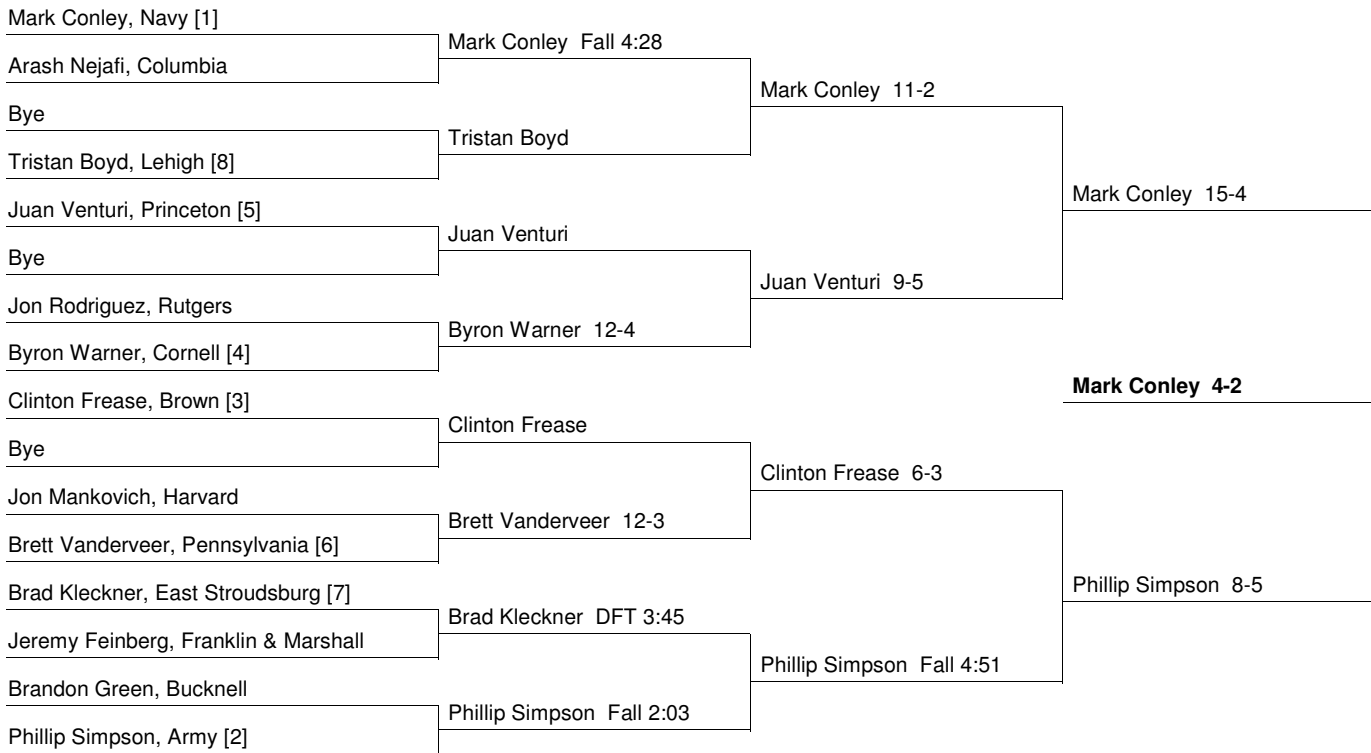 Mark Conley, Navy [1]
Mark Conley Fall 4:28
Arash Nejafi, Columbia
Mark Conley 11-2
Bye
Tristan Boyd
Tristan Boyd, Lehigh [8]
Mark Conley 15-4
Juan Venturi, Princeton [5]
Juan Venturi
Bye
Juan Venturi 9-5
Jon Rodriguez, Rutgers
Byron Warner 12-4
Byron Warner, Cornell [4]
Mark Conley 4-2
Clinton Frease, Brown [3]
Clinton Frease
Bye
Clinton Frease 6-3
Jon Mankovich, Harvard
Brett Vanderveer 12-3
Brett Vanderveer, Pennsylvania [6]
Phillip Simpson 8-5
Brad Kleckner, East Stroudsburg [7]
Brad Kleckner DFT 3:45
Jeremy Feinberg, Franklin & Marshall
Phillip Simpson Fall 4:51
Brandon Green, Bucknell
Phillip Simpson Fall 2:03
Phillip Simpson, Army [2]